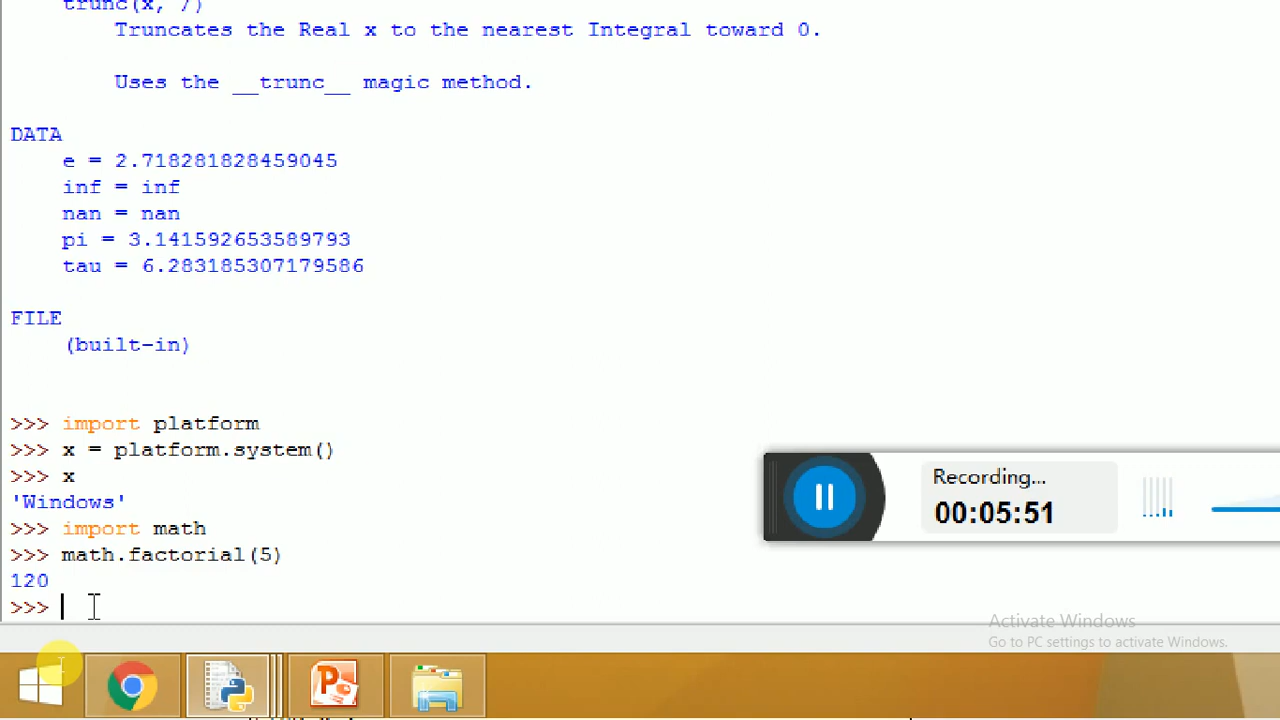 trunc(x, /)
Truncates the Real x to the nearest Integral toward 0.
Uses the __trunc__ magic method.
DATA
e = 2.718281828459045
inf = inf
nan = nan
pi = 3.141592653589793
tau = 6.283185307179586
FILE
(built-in)
>>> import platform
>>> x = platform.system()
>>> x
'Windows'
>>> import math
>>> math.factorial(5)
120
>>>
Recording...
00:05:51
Activate Windows
Go to PC settings to activate Windows.